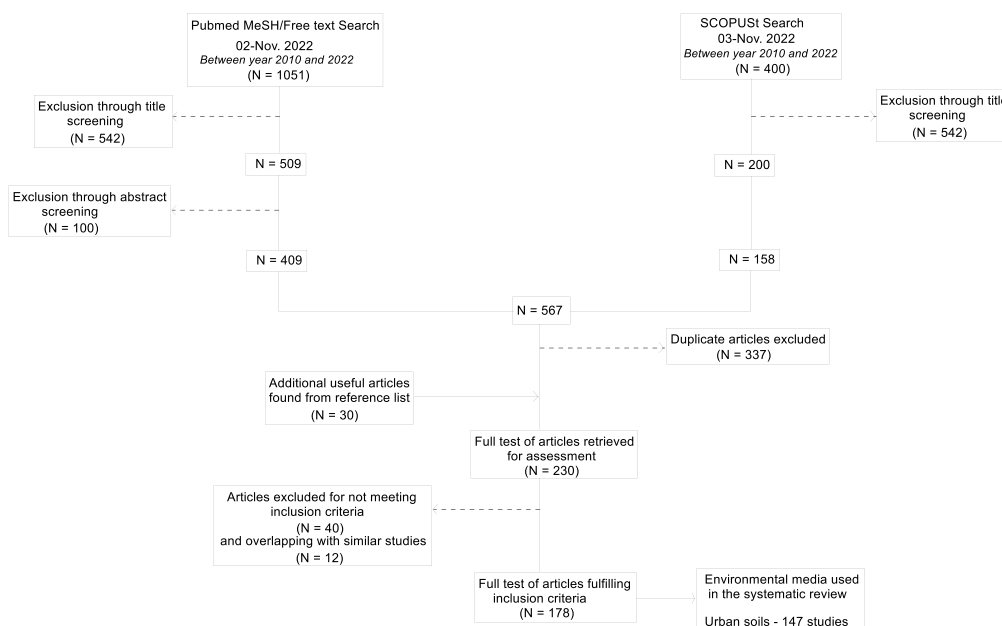 Pubmed MeSH/Free text Search
02-Nov. 2022
Between year 2010 and 2022
(N = 1051)
SCOPUSt Search
03-Nov. 2022
Between year 2010 and 2022
(N = 400)
Exclusion through title
screening
(N = 542)
Exclusion through title
screening
(N = 542)
N = 509
N = 200
Exclusion through abstract
screening
(N = 100)
N = 409
N = 158
N = 567
Duplicate articles excluded
(N = 337)
Additional useful articles
found from reference list
(N = 30)
Full test of articles retrieved
for assessment
(N = 230)
Articles excluded for not meeting
inclusion criteria
(N = 40)
and overlapping with similar studies
(N = 12)
Full test of articles fulfilling
inclusion criteria
(N = 178)
Environmental media used
in the systematic review
Urban soils - 147 studies